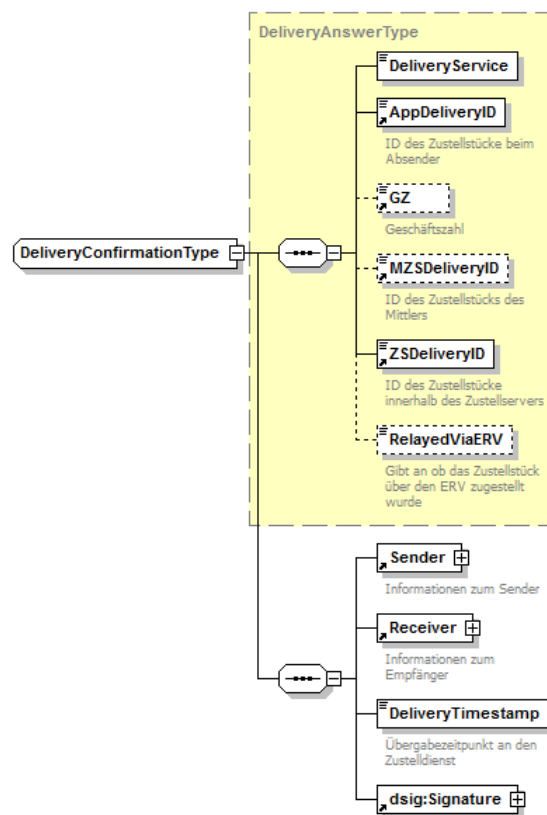 DeliveryAnswerType
DeliveryService
AppDeliveryID
ID des Zustellstücke beim
Absender
GZ
Geschäftszahl
DeliveryConfirmationType
MZSDeliveryID
ID des Zustellstücks des
Mittlers
ZSDeliveryID
ID des Zustellstücke
innerhalb des Zustellservers
RelayedViaERV
Gibt an ob das Zustellstück
über den ERV zugestellt
wurde
Sender
Informationen zum Sender
Receiver
Informationen zum
Empfänger
DeliveryTimestamp
Übergabezeitpunkt an den
Zustelldienst
dsig:Signature